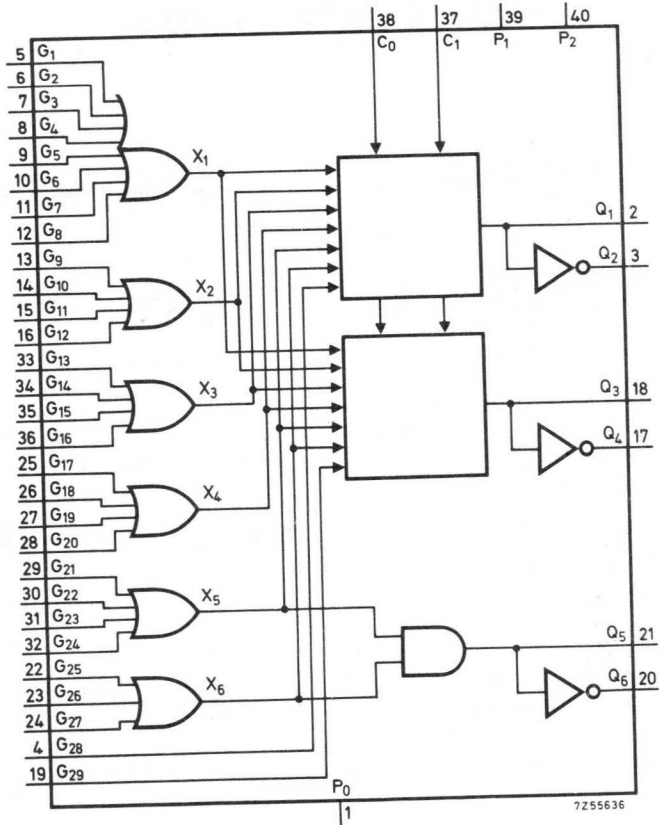 38 37 39 40
C0 C1 P1 P2
5 G1
6 G2
7 G3
8 G4
9 G5
10 G6
11 G7
12 G8
X1
Q1 2
Q2 3
13 G9
14 G10
15 G11
16 G12
X2
33 G13
34 G14
35 G15
36 G16
X3
Q3 18
Q4 17
25 G17
26 G18
27 G19
28 G20
X4
29 G21
30 G22
31 G23
32 G24
X5
Q5 21
Q6 20
22 G25
23 G26
24 G27
X6
4 G28
19 G29
P0
1
7Z55636